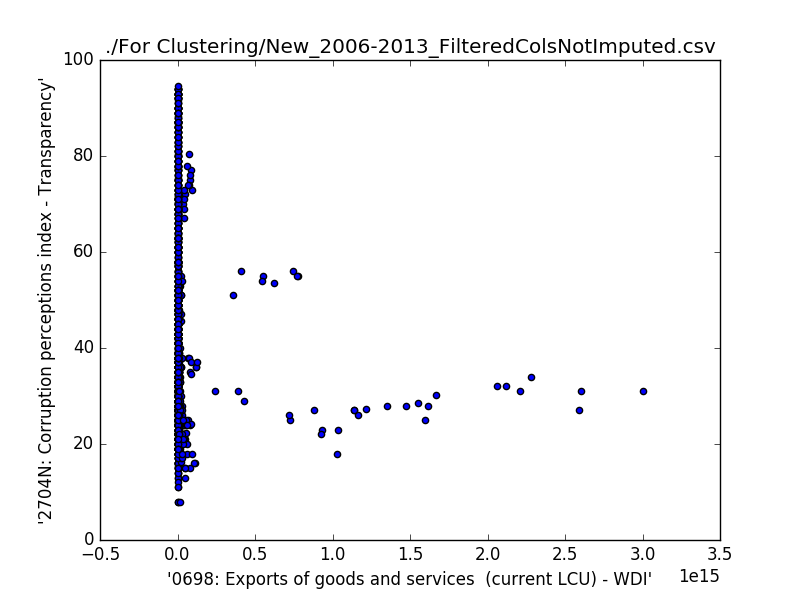 ./For Clustering/New_2006-2013_FilteredColsNotImputed.csv
100
80
60
40
20
0
'2704N: Corruption perceptions index - Transparency'
−0.5 0.0 0.5 1.0 1.5 2.0 2.5 3.0 3.5
1e15
'0698: Exports of goods and services  (current LCU) - WDI'